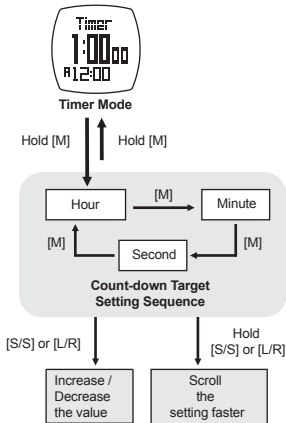 Timer
1:00 00
A 12:00
Timer Mode
Hold [M]
Hold [M]
Hour
[M]
Minute
[M]
Second
[M]
Count-down Target
Setting Sequence
[S/S] or [L/R]
Hold
[S/S] or [L/R]
Increase /
Decrease
the value
Scroll
the
setting faster